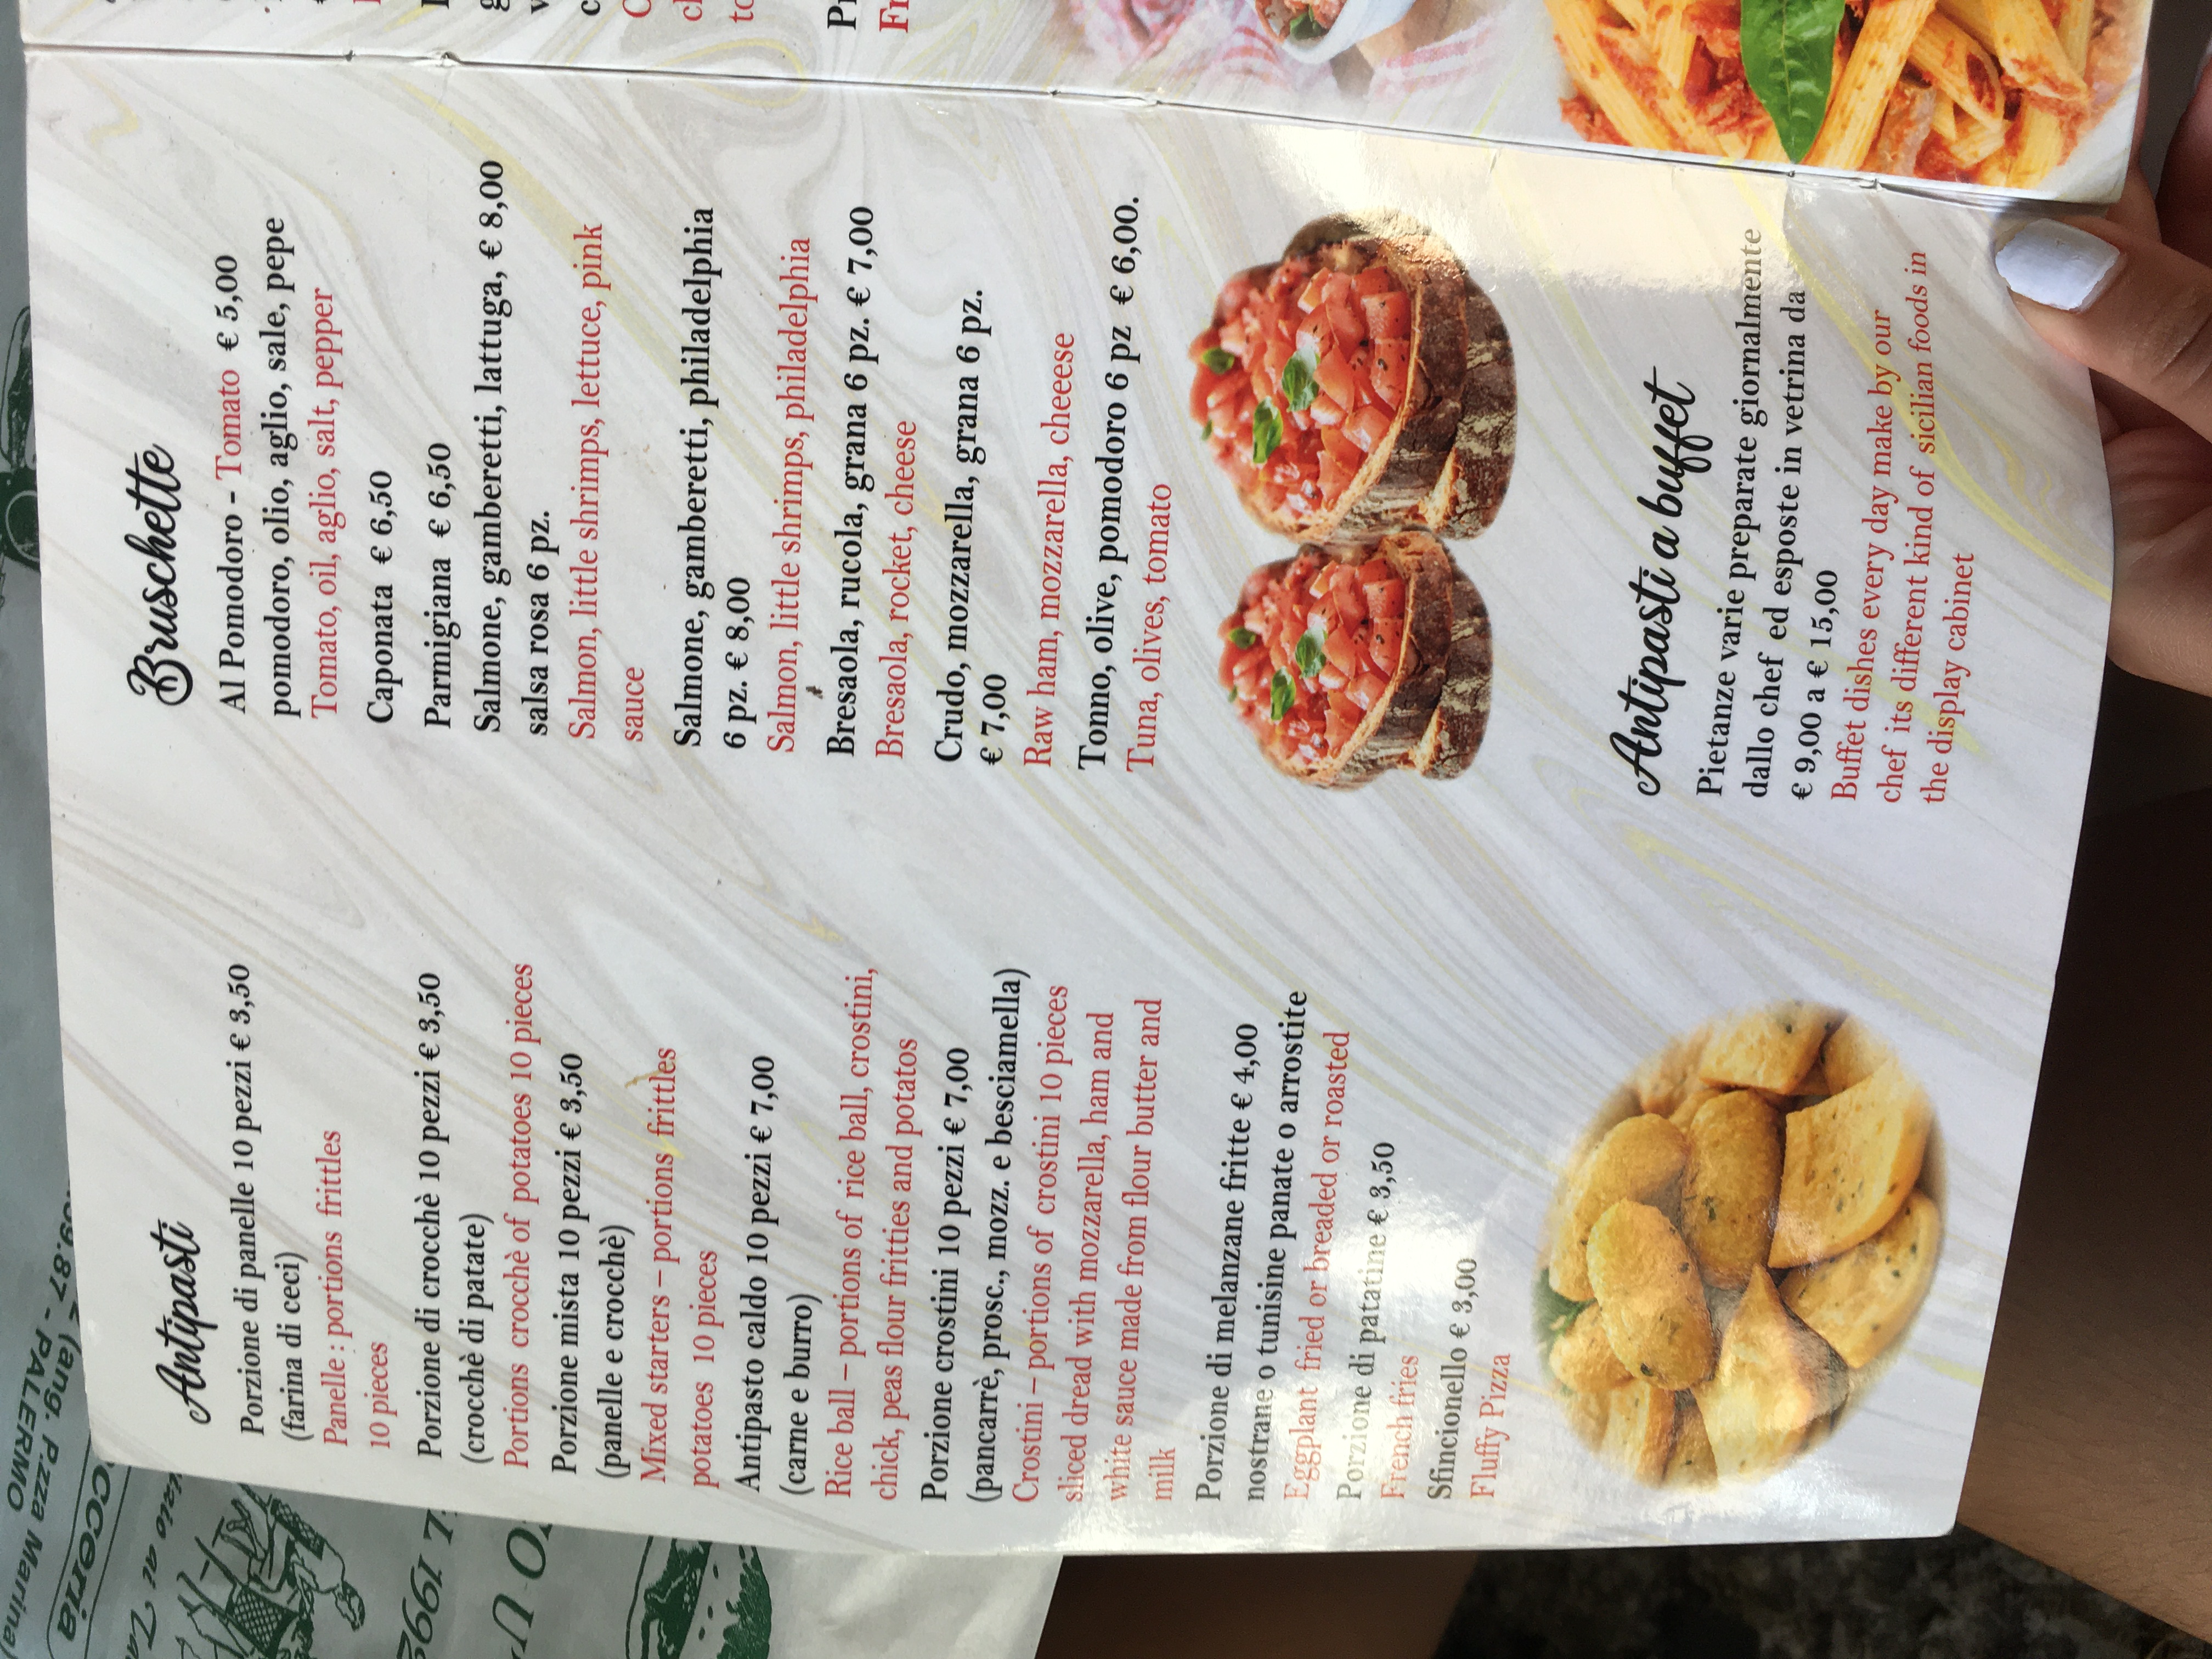 Antipasti
Porzione di panelle 10 pezzi € 3,50
(farina di ceci)
Panelle : portions frittles
10 pieces
Porzione di crocchè 10 pezzi € 3,50
(crocchè di patate)
Portions crocchè of potatoes 10 pieces
Porzione mista 10 pezzi € 3,50
(panelle e crocchè)
Mixed starters – portions frittles
potatoes 10 pieces
Antipasto caldo 10 pezzi € 7,00
(carne e burro)
Rice ball – portions of rice ball, crostini,
chick, peas flour fritties and potatos
Porzione crostini 10 pezzi € 7,00
(pancarrè, prosc., mozz. e besciamella)
Crostini – portions of crostini 10 pieces
sliced dread with mozzarella, ham and
white sauce made from flour butter and
milk
Porzione di melanzane fritte € 4,00
nostrane o tunisine panate o arrostite
Eggplant fried or breaded or roasted
Porzione di patatine € 3,50
French fries
Sfincionello € 3,00
Fluffy Pizza
Bruschette
Al Pomodoro - Tomato € 5,00
pomodoro, olio, aglio, sale, pepe
Tomato, oil, aglio, salt, pepper
Caponata € 6,50
Parmigiana € 6,50
Salmone, gamberetti, lattuga, € 8,00
salsa rosa 6 pz.
Salmon, little shrimps, lettuce, pink
sauce
Salmone, gamberetti, philadelphia
6 pz. € 8,00
Salmon, little shrimps, philadelphia
Bresaola, rucola, grana 6 pz. € 7,00
Bresaola, rocket, cheese
Crudo, mozzarella, grana 6 pz.
€ 7,00
Raw ham, mozzarella, cheeese
Tonno, olive, pomodoro 6 pz € 6,00.
Tuna, olives, tomato
Antipasti a buffet
Pietanze varie preparate giornalmente
dallo chef ed esposte in vetrina da
€ 9,00 a € 15,00
Buffet dishes every day make by our
chef its different kind of sicilian foods in
the display cabinet
(ang. P.zza Marina)
PALERMO
1992